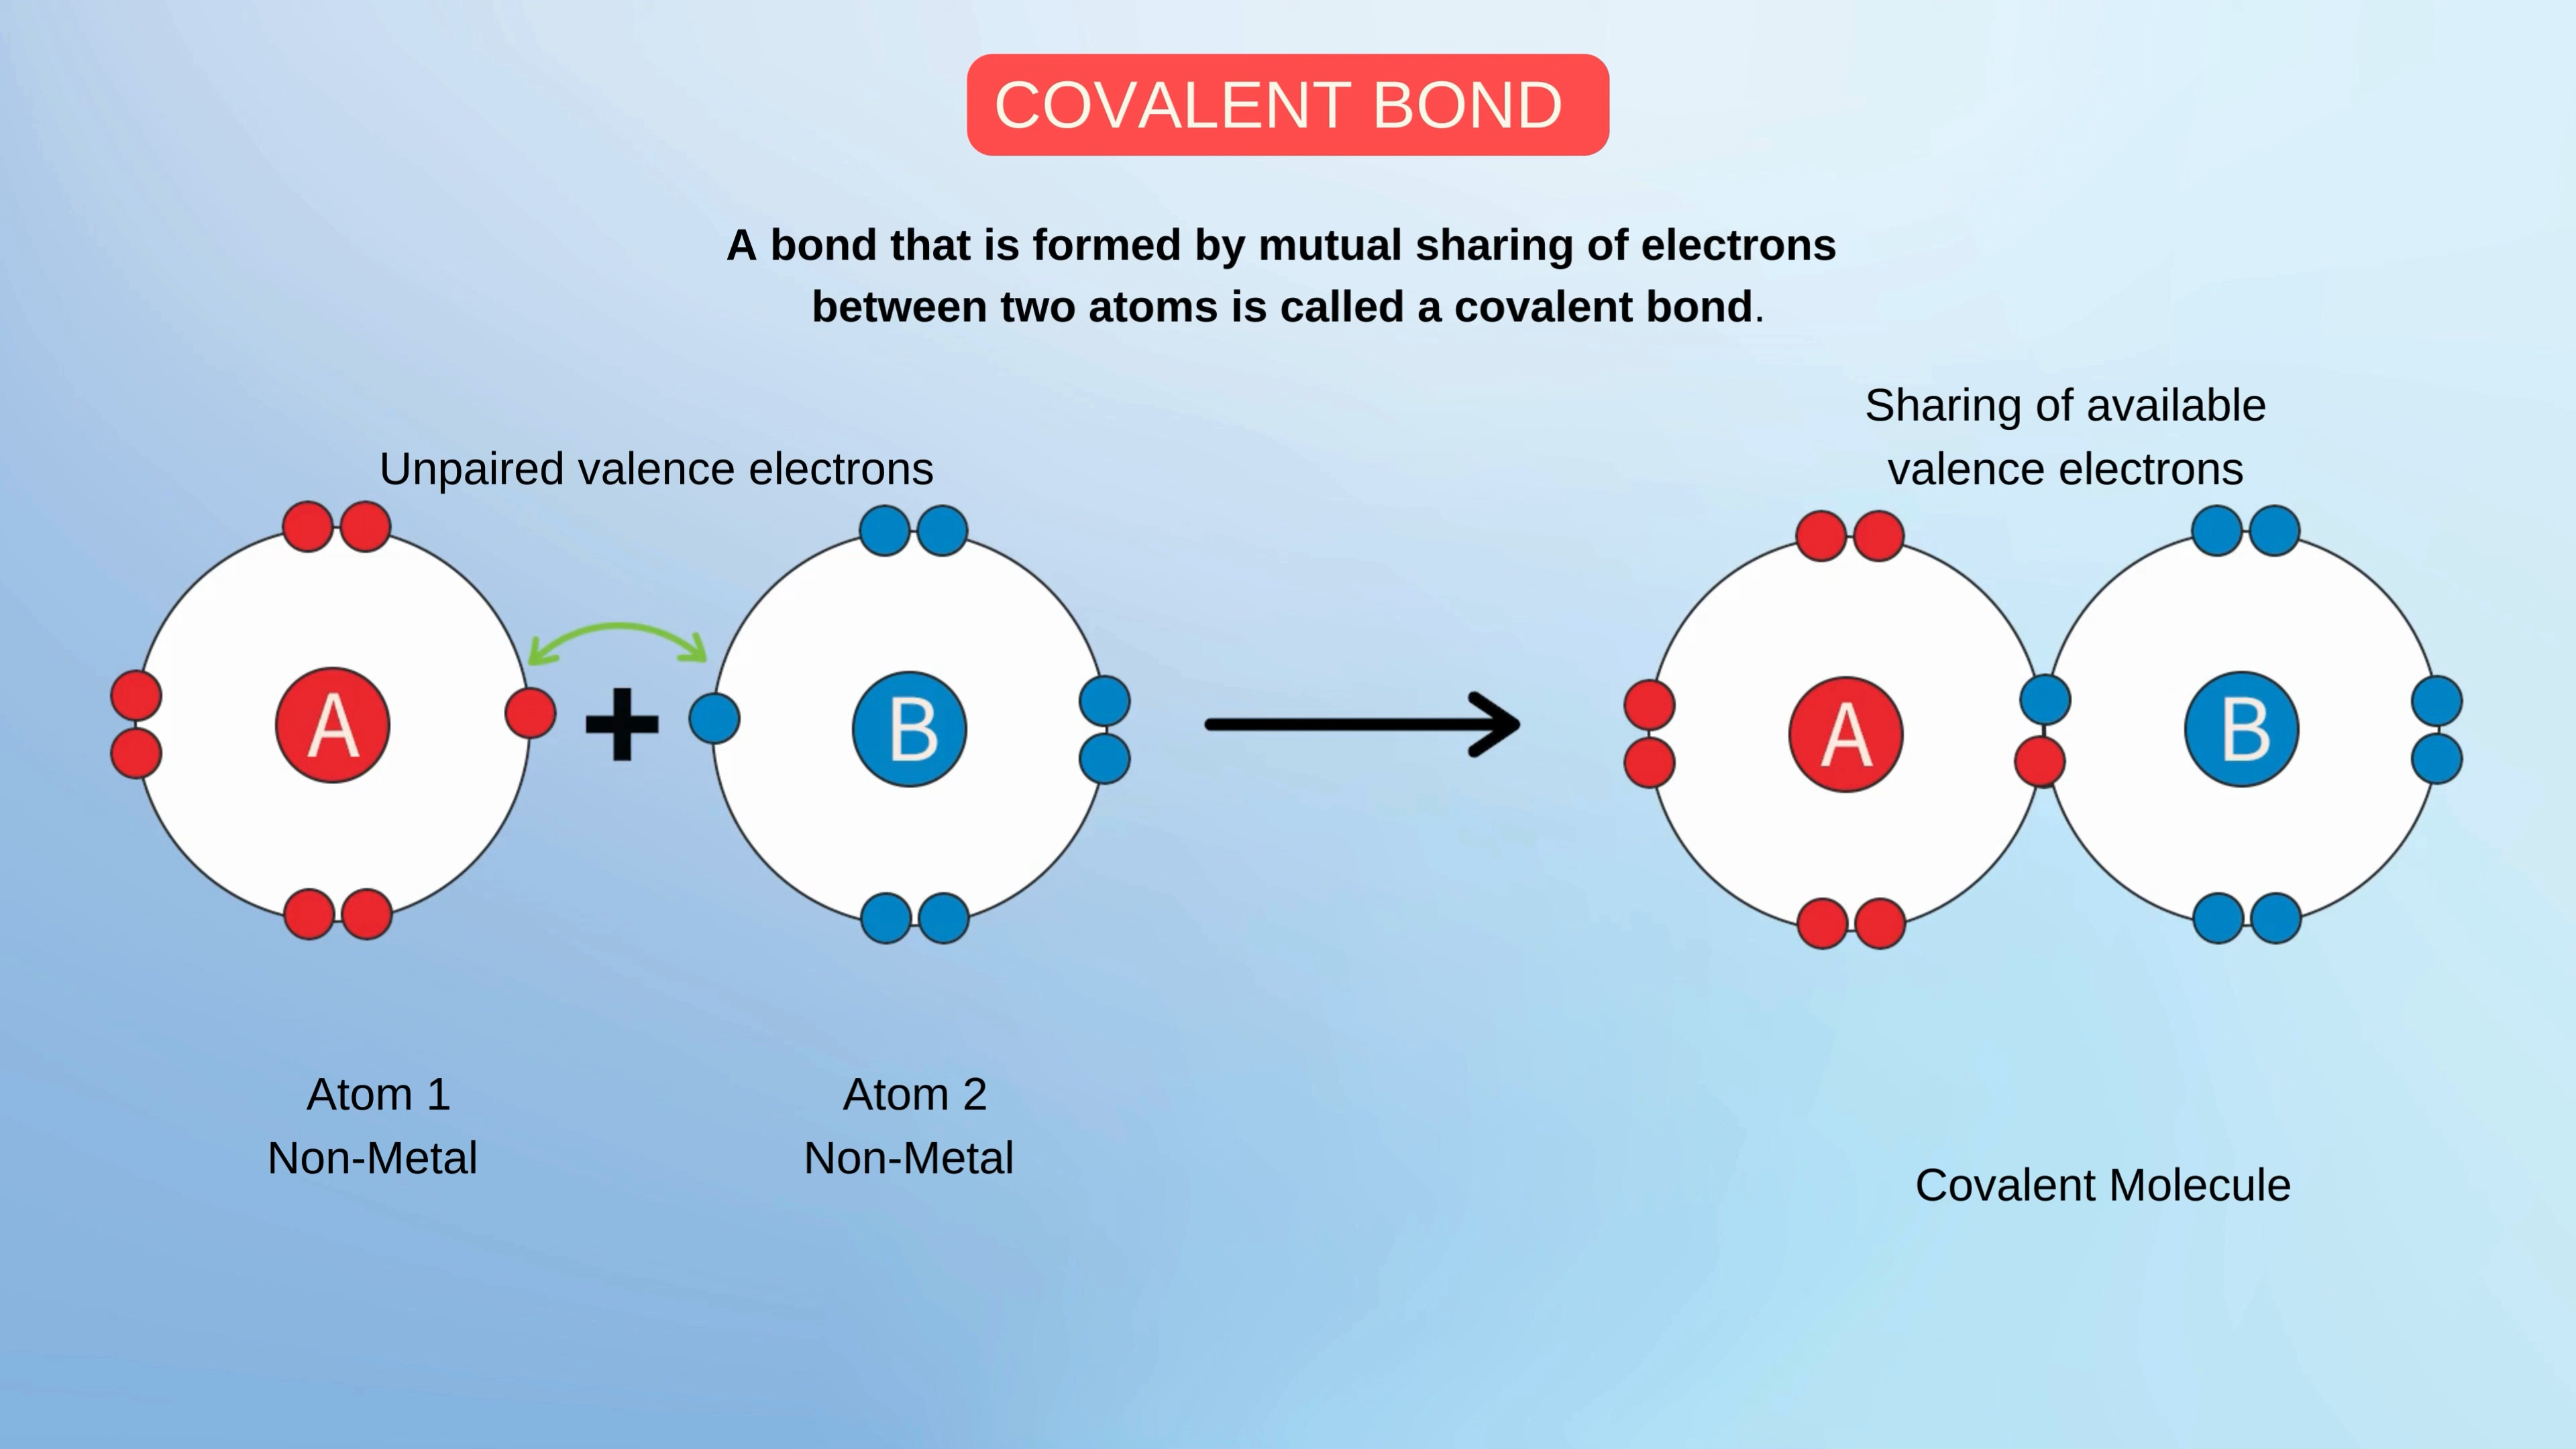 COVALENT BOND
A bond that is formed by mutual sharing of electrons
between two atoms is called a covalent bond.
Sharing of available
valence electrons
Unpaired valence electrons
A
B
A
B
Atom 1
Non-Metal
Atom 2
Non-Metal
Covalent Molecule